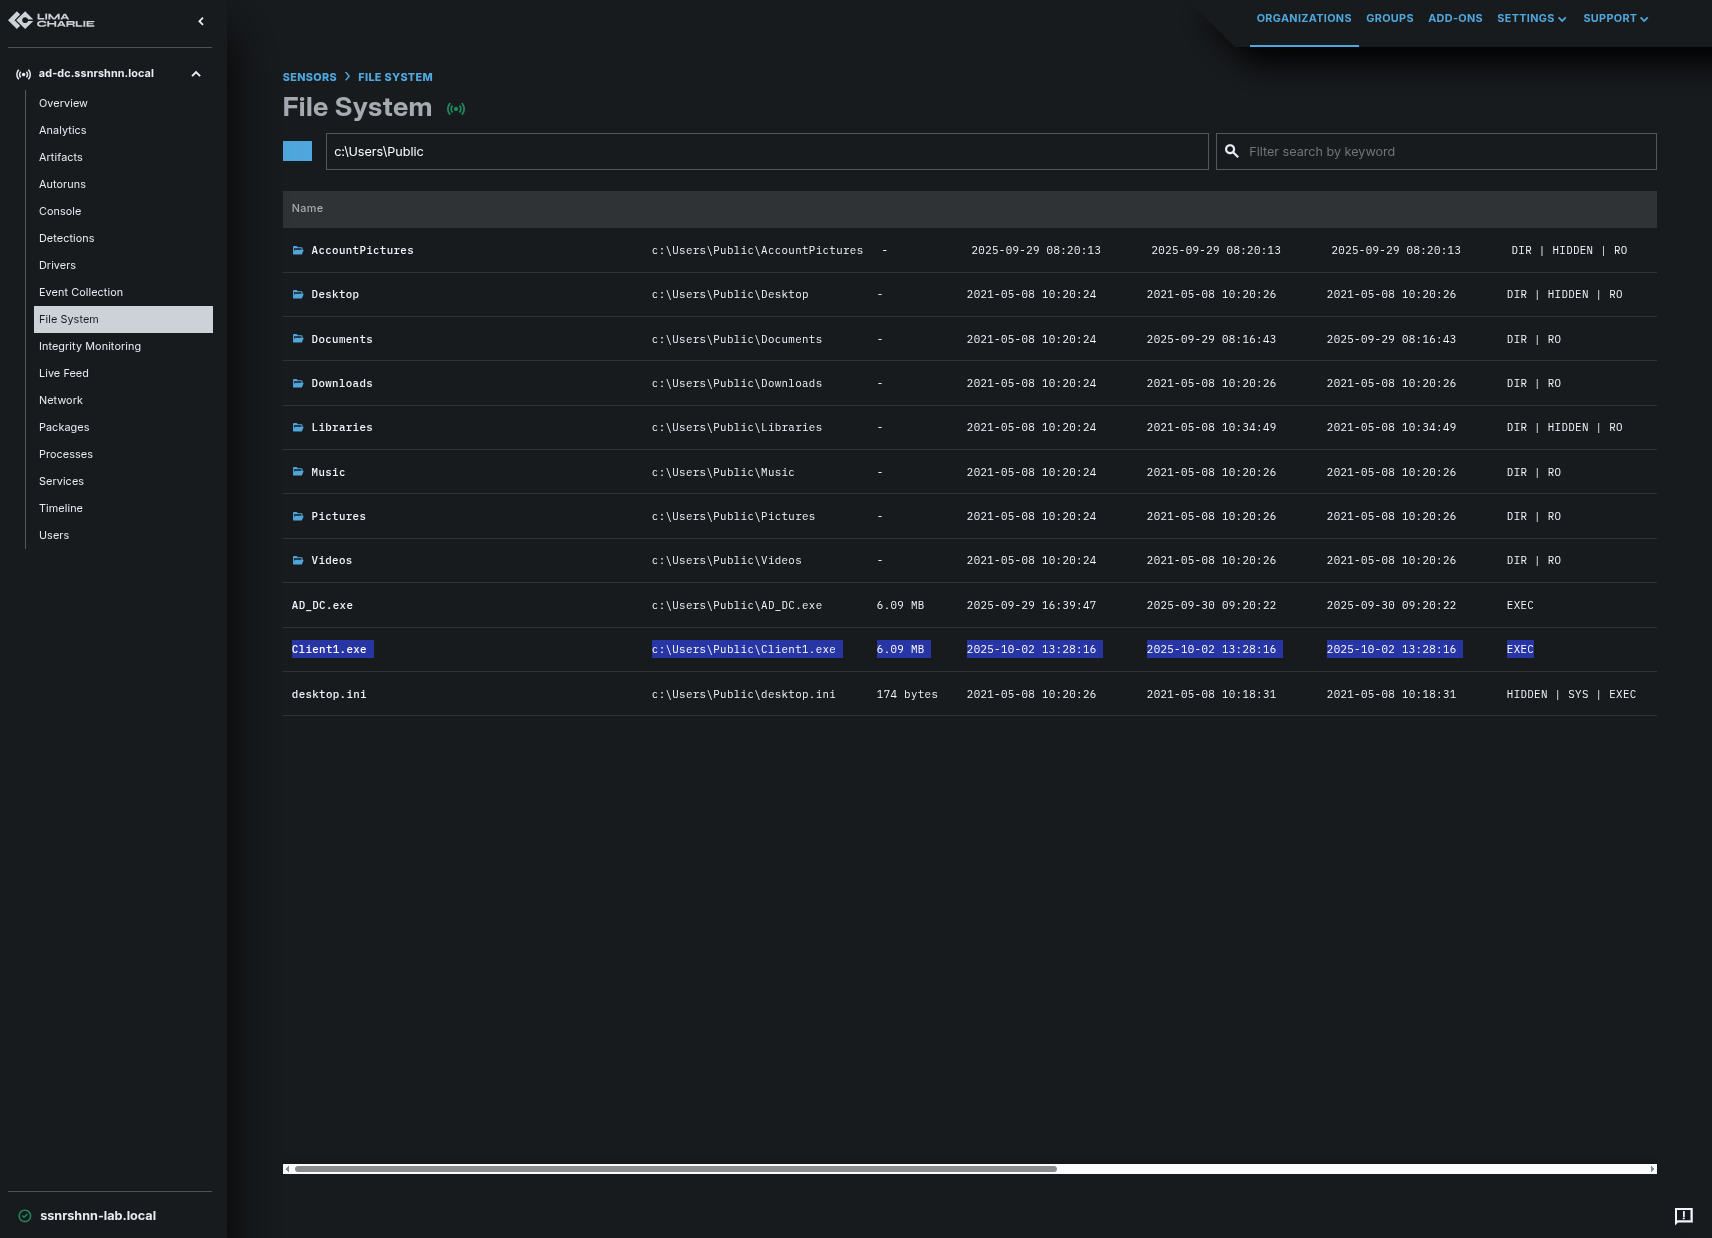 LIMA
CHARLIE
ORGANIZATIONS GROUPS ADD-ONS SETTINGS SUPPORT
ad-dc.ssnrshnn.local
Overview
Analytics
Artifacts
Autoruns
Console
Detections
Drivers
Event Collection
File System
Integrity Monitoring
Live Feed
Network
Packages
Processes
Services
Timeline
Users
ssnrshnn-lab.local
SENSORS > FILE SYSTEM
File System
c:\Users\Public Filter search by keyword
Name
AccountPictures c:\Users\Public\AccountPictures - 2025-09-29 08:20:13 2025-09-29 08:20:13 2025-09-29 08:20:13 DIR | HIDDEN | RO
Desktop c:\Users\Public\Desktop - 2021-05-08 10:20:24 2021-05-08 10:20:26 2021-05-08 10:20:26 DIR | HIDDEN | RO
Documents c:\Users\Public\Documents - 2021-05-08 10:20:24 2025-09-29 08:16:43 2025-09-29 08:16:43 DIR | RO
Downloads c:\Users\Public\Downloads - 2021-05-08 10:20:24 2021-05-08 10:20:26 2021-05-08 10:20:26 DIR | RO
Libraries c:\Users\Public\Libraries - 2021-05-08 10:20:24 2021-05-08 10:34:49 2021-05-08 10:34:49 DIR | HIDDEN | RO
Music c:\Users\Public\Music - 2021-05-08 10:20:24 2021-05-08 10:20:26 2021-05-08 10:20:26 DIR | RO
Pictures c:\Users\Public\Pictures - 2021-05-08 10:20:24 2021-05-08 10:20:26 2021-05-08 10:20:26 DIR | RO
Videos c:\Users\Public\Videos - 2021-05-08 10:20:24 2021-05-08 10:20:26 2021-05-08 10:20:26 DIR | RO
AD_DC.exe c:\Users\Public\AD_DC.exe 6.09 MB 2025-09-29 16:39:47 2025-09-30 09:20:22 2025-09-30 09:20:22 EXEC
Client1.exe c:\Users\Public\Client1.exe 6.09 MB 2025-10-02 13:28:16 2025-10-02 13:28:16 2025-10-02 13:28:16 EXEC
desktop.ini c:\Users\Public\desktop.ini 174 bytes 2021-05-08 10:20:26 2021-05-08 10:18:31 2021-05-08 10:18:31 HIDDEN | SYS | EXEC